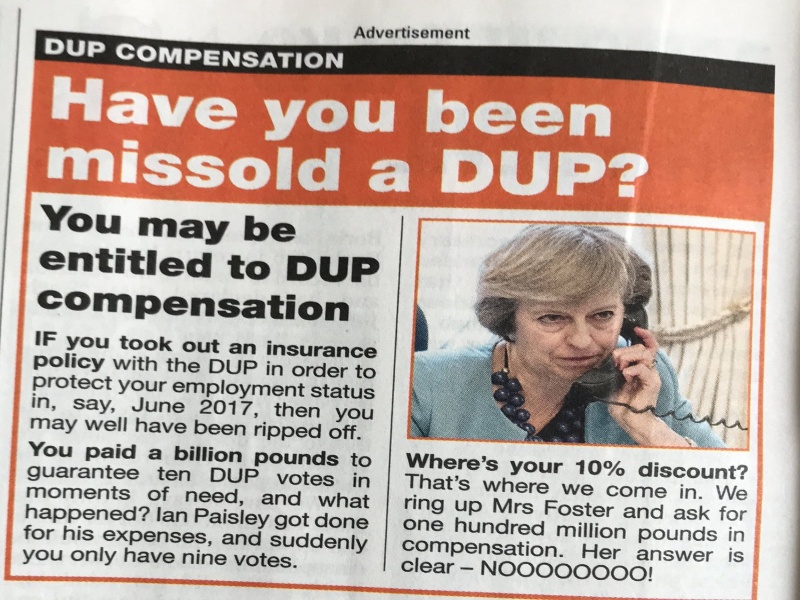 Advertisement
DUP COMPENSATION
Have you been
missold a DUP?
You may be
entitled to DUP
compensation
IF you took out an insurance
policy with the DUP in order to
protect your employment status
in, say, June 2017, then you
may well have been ripped off.
You paid a billion pounds to
guarantee ten DUP votes in
moments of need, and what
happened? Ian Paisley got done
for his expenses, and suddenly
you only have nine votes.
Where's your 10% discount?
That's where we come in. We
ring up Mrs Foster and ask for
one hundred million pounds in
compensation. Her answer is
clear – NOOOOOOOO!